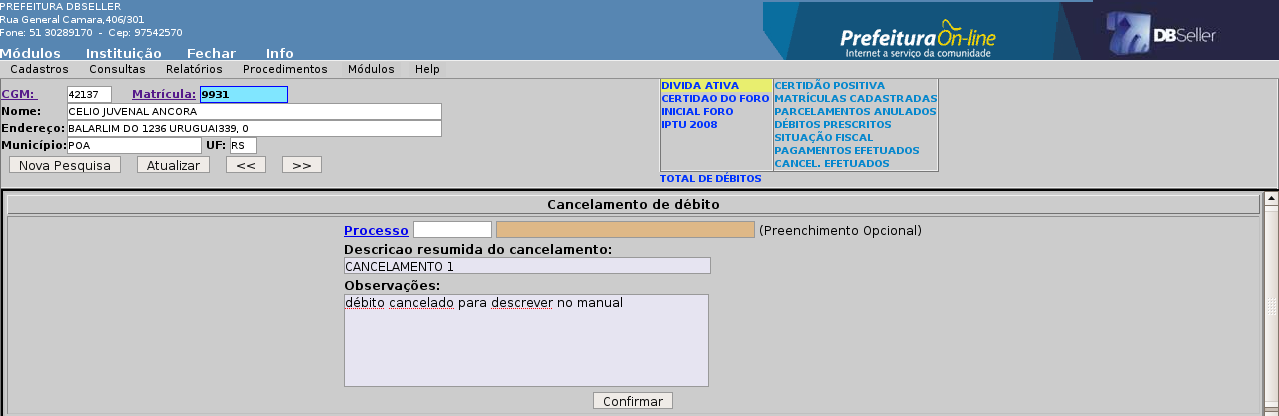 PREFEITURA DBSELLER
Rua General Camara,406/301
Fone: 51 30289170 - Cep: 97542570
Prefeitura On-line
Internet a serviço da comunidade
DBSeller
Módulos Instituição Fechar Info
Cadastros Consultas Relatórios Procedimentos Módulos Help
CGM: 42137 Matrícula: 9931
Nome: CELIO JUVENAL ANCORA
Endereço: BALARLIM DO 1236 URUGUAI339, 0
Município: POA UF: RS
Nova Pesquisa Atualizar << >>
DIVIDA ATIVA
CERTIDAO DO FORO
INICIAL FORO
IPTU 2008
CERTIDÃO POSITIVA
MATRÍCULAS CADASTRADAS
PARCELAMENTOS ANULADOS
DÉBITOS PRESCRITOS
SITUAÇÃO FISCAL
PAGAMENTOS EFETUADOS
CANCEL. EFETUADOS
TOTAL DE DÉBITOS
Cancelamento de débito
Processo (Preenchimento Opcional)
Descricao resumida do cancelamento:
CANCELAMENTO 1
Observações:
débito cancelado para descrever no manual
Confirmar